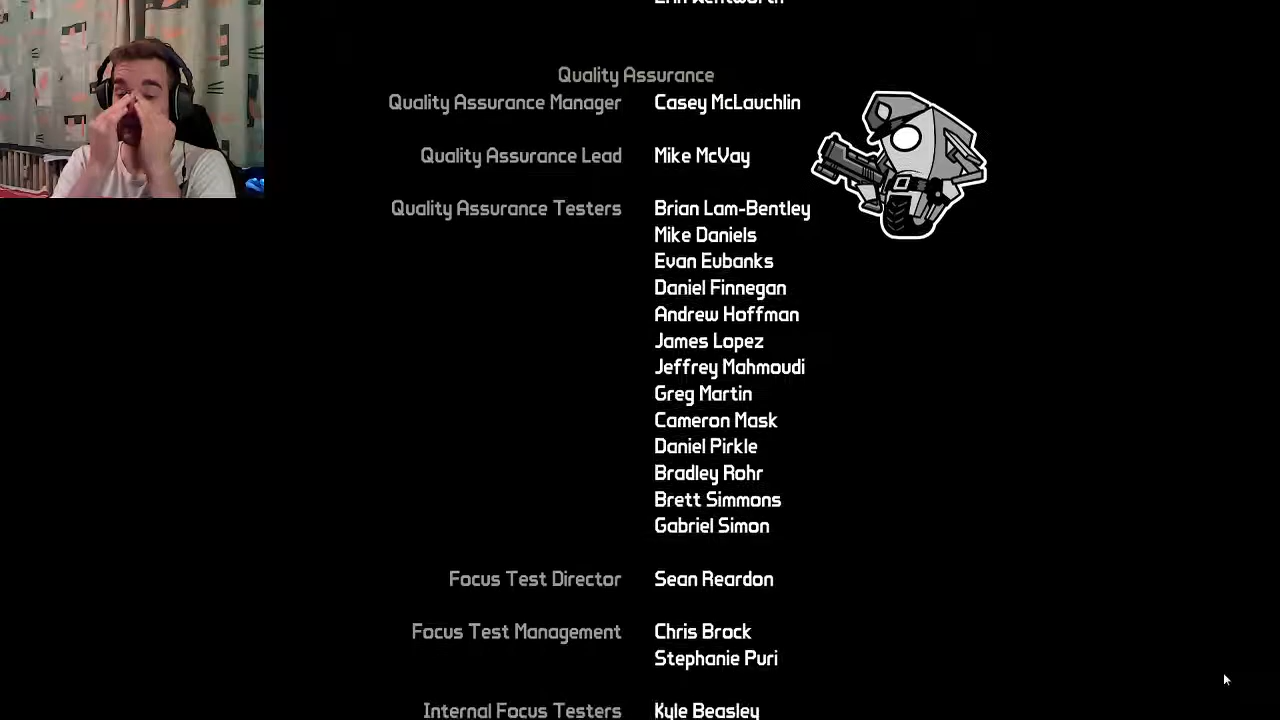 Quality Assurance
Quality Assurance Manager Casey McLauchlin
Quality Assurance Lead Mike McVay
Quality Assurance Testers Brian Lam-Bentley
Mike Daniels
Evan Eubanks
Daniel Finnegan
Andrew Hoffman
James Lopez
Jeffrey Mahmoudi
Greg Martin
Cameron Mask
Daniel Pirkle
Bradley Rohr
Brett Simmons
Gabriel Simon
Focus Test Director Sean Reardon
Focus Test Management Chris Brock
Stephanie Puri
Internal Focus Testers Kyle Beasley